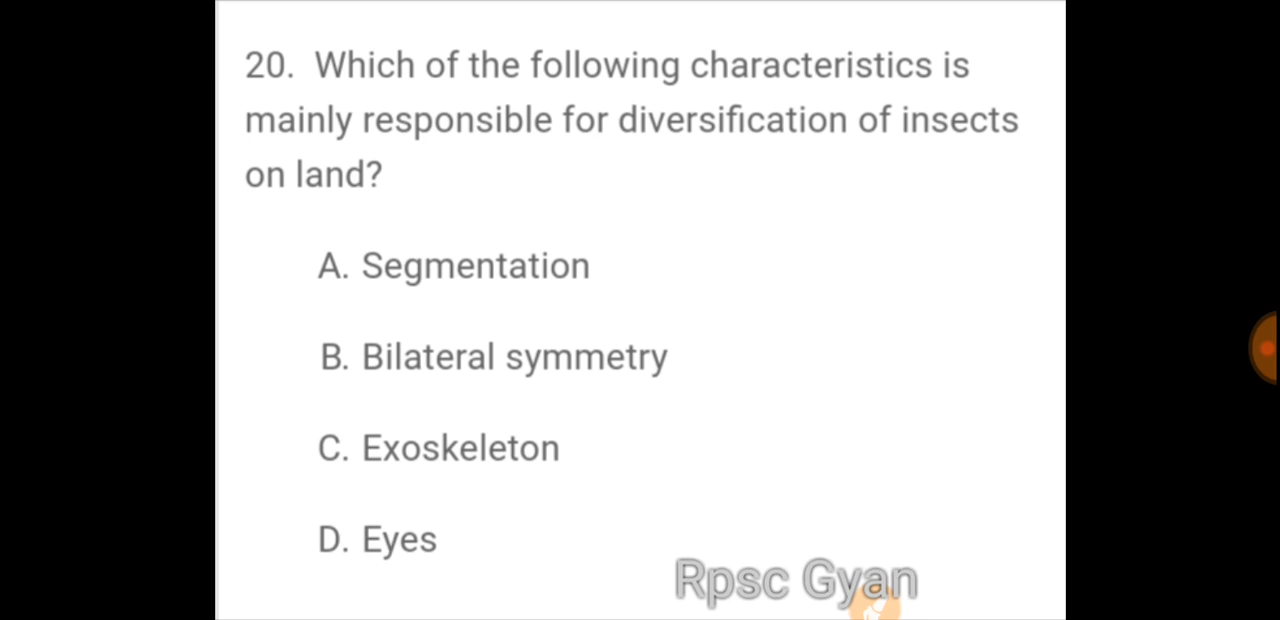 20. Which of the following characteristics is
mainly responsible for diversification of insects
on land?
A. Segmentation
B. Bilateral symmetry
C. Exoskeleton
D. Eyes
Rpsc Gyan